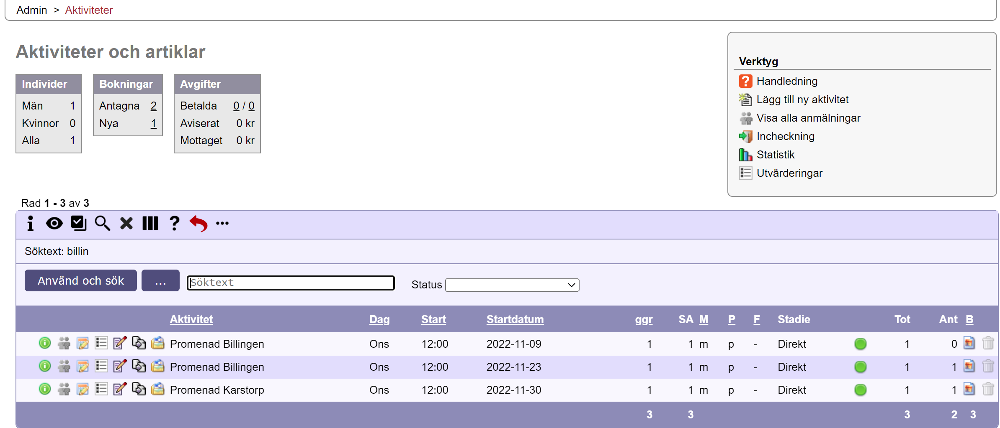 Admin > Aktiviteter
Aktiviteter och artiklar
Individer
Män 1
Kvinnor 0
Alla 1
Bokningar
Antagna 2
Nya 1
Avgifter
Betalda 0 / 0
Aviserat 0 kr
Mottaget 0 kr
Verktyg
Handledning
Lägg till ny aktivitet
Visa alla anmälningar
Incheckning
Statistik
Utvärderingar
Rad 1 - 3 av 3
Söktext: billin
Använd och sök ... Söktext Status
Aktivitet Dag Start Startdatum ggr SA M P F Stadie Tot Ant B
Promenad Billingen Ons 12:00 2022-11-09 1 1 m p - Direkt 1 0
Promenad Billingen Ons 12:00 2022-11-23 1 1 m p - Direkt 1 1
Promenad Karstorp Ons 12:00 2022-11-30 1 1 m p - Direkt 1 1
3 3 3 2 3